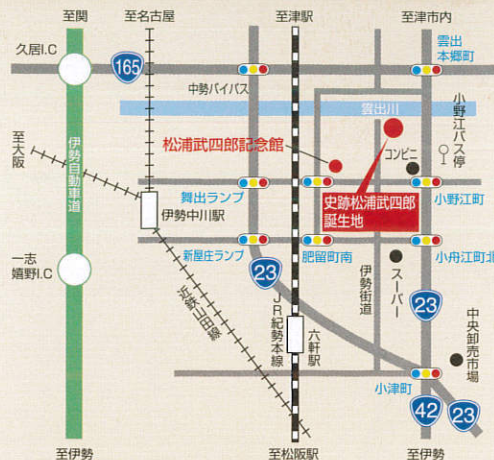 至関
至名古屋
至津駅
至津市内
久居I.C
165
雲出
本郷町
中勢バイパス
雲出川
小野江バス停
至大阪
伊勢自動車道
松浦武四郎記念館
コンビニ
舞出ランプ
史跡松浦武四郎
誕生地
小野江町
伊勢中川駅
一志
嬉野I.C
新屋庄ランプ
肥留町南
小舟江町北
23
伊勢街道
スーパー
近鉄山田線
JR紀勢本線
六軒駅
23
中央卸売市場
小津町
42
23
至伊勢
至松阪駅
至伊勢